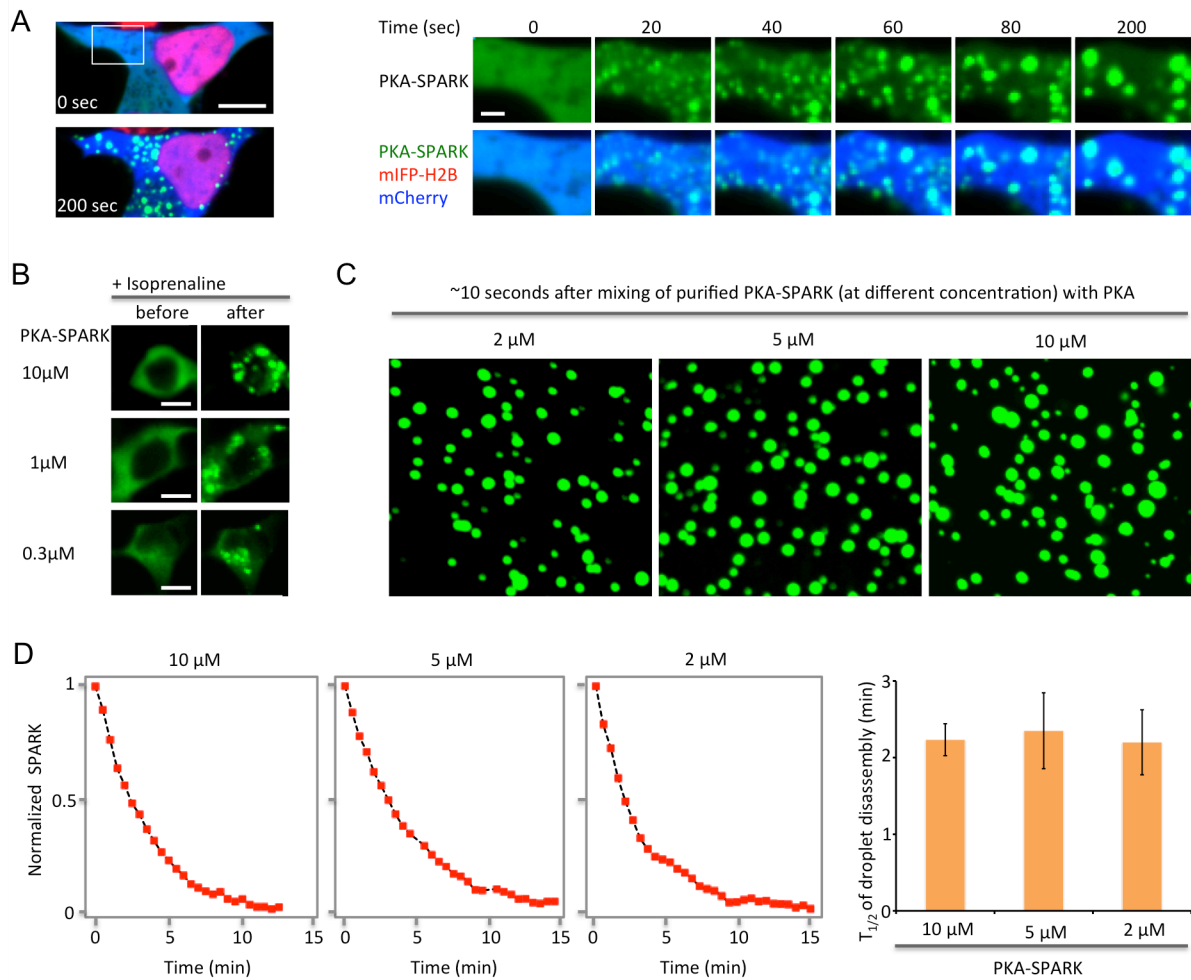 A
0 sec
200 sec
Time (sec) 0 20 40 60 80 200
PKA-SPARK
PKA-SPARK
mIFP-H2B
mCherry
B
+ Isoprenaline
before after
PKA-SPARK
10μM
1μM
0.3μM
C
~10 seconds after mixing of purified PKA-SPARK (at different concentration) with PKA
2 μM 5 μM 10 μM
D
10 μM 5 μM 2 μM
Normalized SPARK
1
0.5
0
0 5 10 15
Time (min)
0 5 10 15
Time (min)
0 5 10 15
Time (min)
T1/2 of droplet disassembly (min)
3
2
1
0
10 μM 5 μM 2 μM
PKA-SPARK